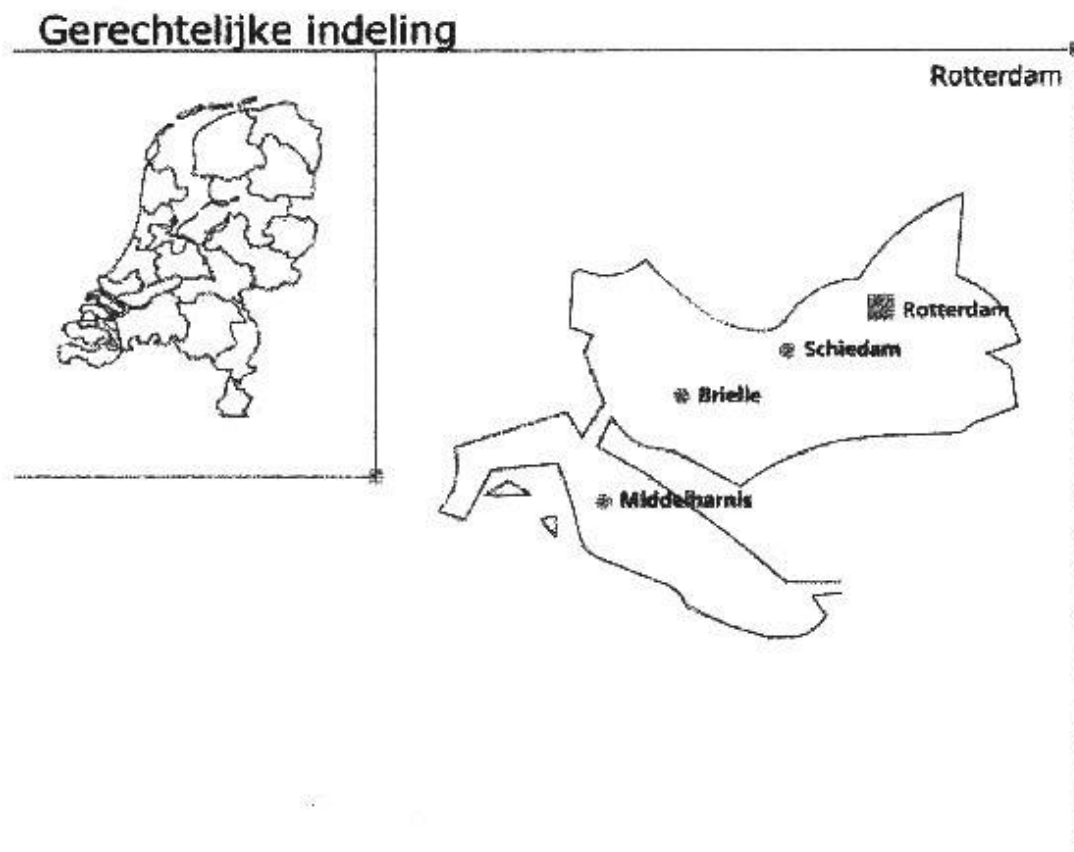 Gerechtelijke indeling
Rotterdam
Rotterdam
Schiedam
Brielle
Middelharnis